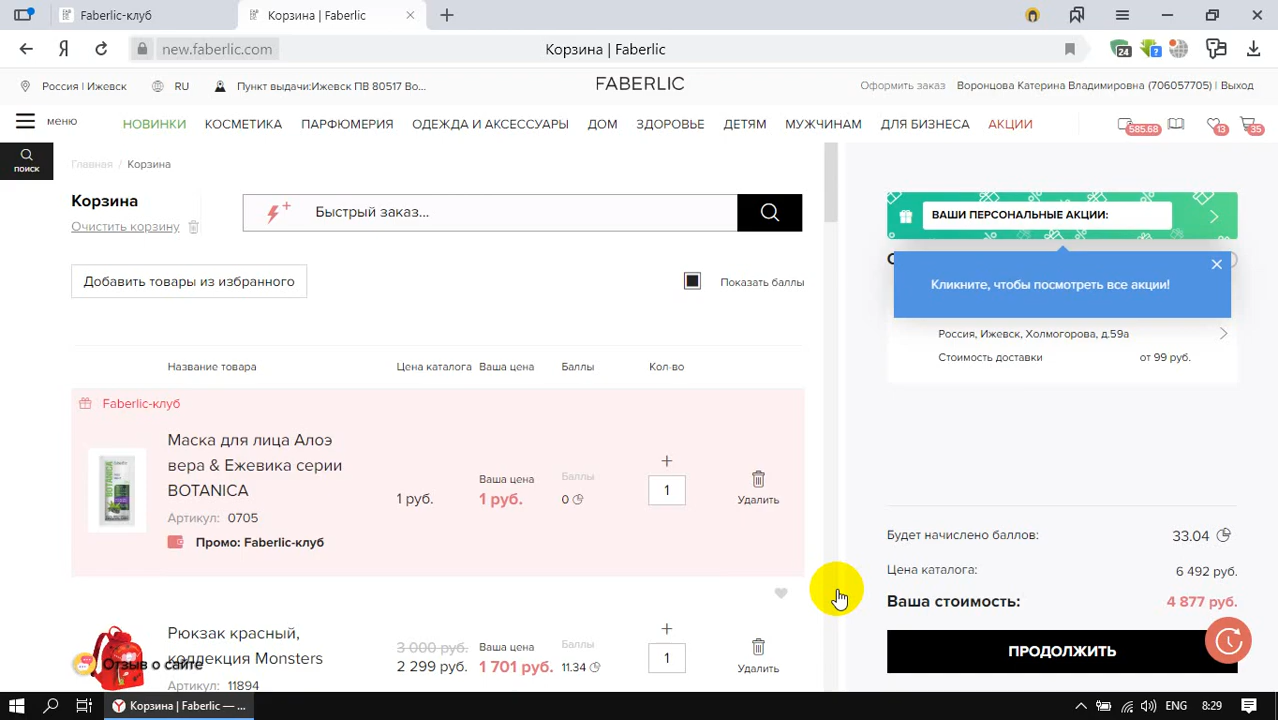 Faberlic-клуб
Корзина | Faberlic
new.faberlic.com
Корзина | Faberlic
24
?
Россия | Ижевск
RU
Пункт выдачи:Ижевск ПВ 80517 Во...
FABERLIC
Оформить заказ
Воронцова Катерина Владимировна (706057705) | Выход
меню
НОВИНКИ
КОСМЕТИКА
ПАРФЮМЕРИЯ
ОДЕЖДА И АКСЕССУАРЫ
ДОМ
ЗДОРОВЬЕ
ДЕТЯМ
МУЖЧИНАМ
ДЛЯ БИЗНЕСА
АКЦИИ
585.68
13
35
поиск
Главная / Корзина
Корзина
Очистить корзину
Быстрый заказ...
Добавить товары из избранного
Показать баллы
Название товара
Цена каталога
Ваша цена
Баллы
Кол-во
Faberlic-клуб
Маска для лица Алоэ
вера & Ежевика серии
BOTANICA
Артикул: 0705
Промо: Faberlic-клуб
1 руб.
Ваша цена
1 руб.
Баллы
0
1
Удалить
Рюкзак красный,
коллекция Monsters
Артикул: 11894
3 000 руб.
2 299 руб.
Ваша цена
1 701 руб.
Баллы
11.34
1
Удалить
Отзыв о сайте
ВАШИ ПЕРСОНАЛЬНЫЕ АКЦИИ:
Кликните, чтобы посмотреть все акции!
Россия, Ижевск, Холмогорова, д.59а
Стоимость доставки
от 99 руб.
Будет начислено баллов:
33.04
Цена каталога:
6 492 руб.
Ваша стоимость:
4 877 руб.
ПРОДОЛЖИТЬ
Корзина | Faberlic — ...
ENG
8:29